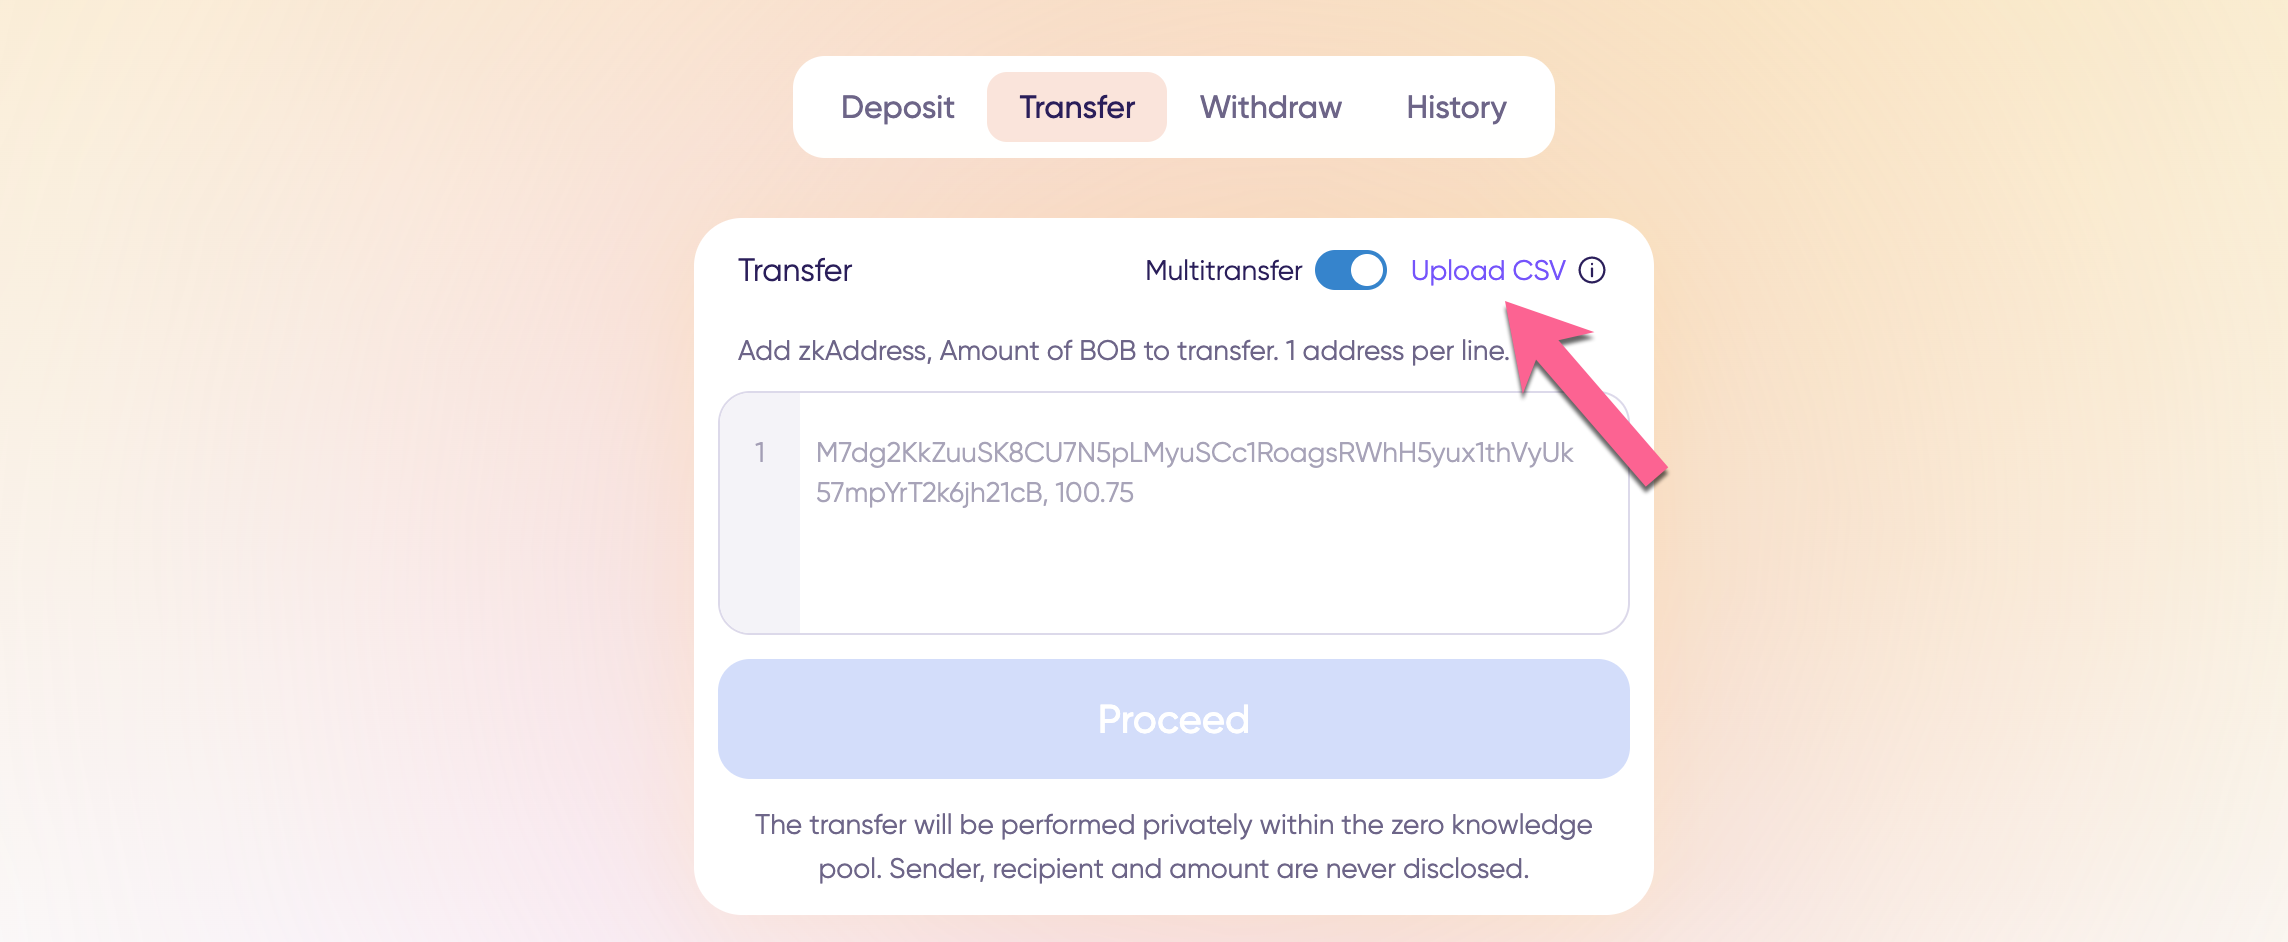 Deposit Transfer Withdraw History
Transfer Multitransfer Upload CSV
Add zkAddress, Amount of BOB to transfer. 1 address per line.
1 M7dg2KkZuuSK8CU7N5pLMyuSCc1RoagsRWhH5yux1thVyUk
57mpYrT2k6jh21cB, 100.75
Proceed
The transfer will be performed privately within the zero knowledge
pool. Sender, recipient and amount are never disclosed.